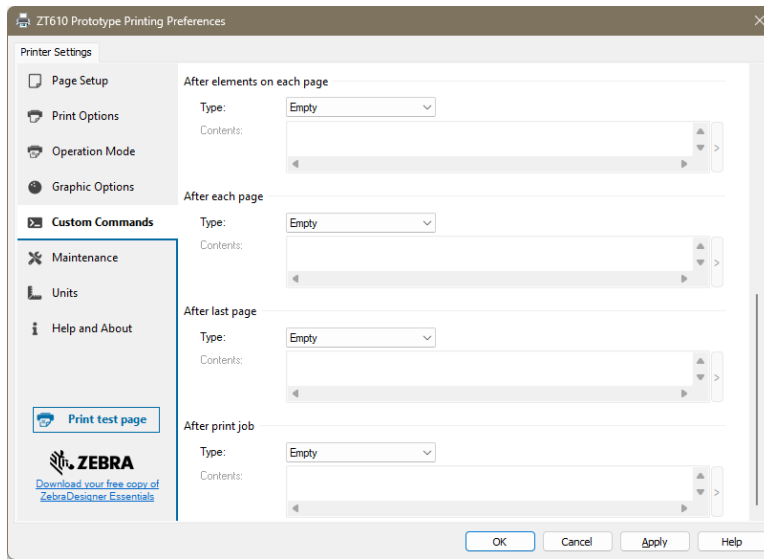 ZT610 Prototype Printing Preferences
Printer Settings
Page Setup
Print Options
Operation Mode
Graphic Options
Custom Commands
Maintenance
Units
Help and About
Print test page
ZEBRA
Download your free copy of
ZebraDesigner Essentials
After elements on each page
Type:
Empty
Contents:
>
After each page
Type:
Empty
Contents:
>
After last page
Type:
Empty
Contents:
>
After print job
Type:
Empty
Contents:
>
OK
Cancel
Apply
Help